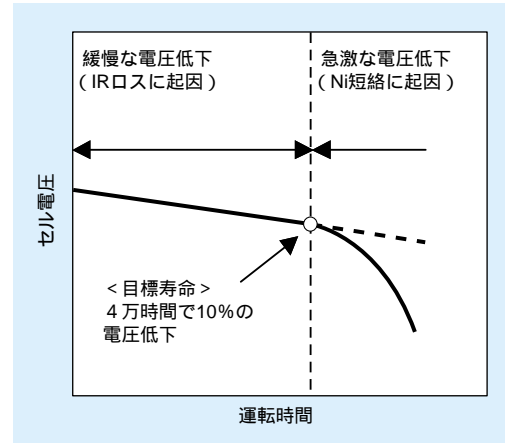 緩慢な電圧低下
(IRロスに起因)
急激な電圧低下
(Ni短絡に起因)
セル電圧
<目標寿命>
4万時間で10%の
電圧低下
運転時間